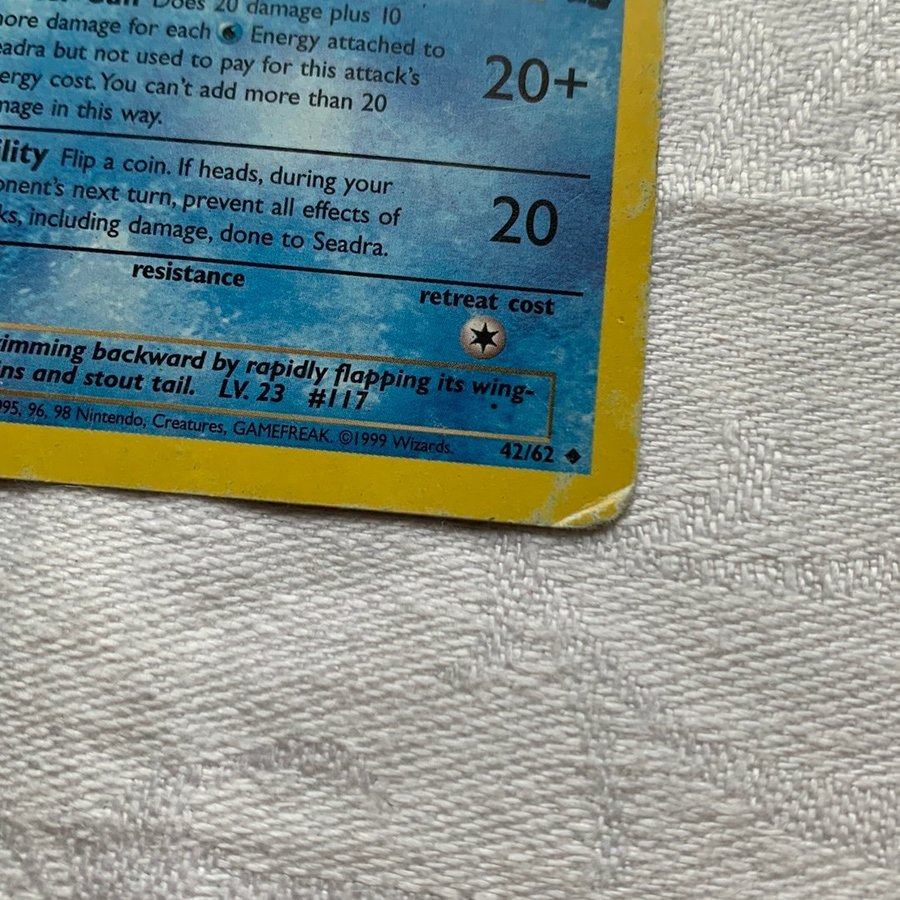 Does 20 damage plus 10
ore damage for each Energy attached to
eadra but not used to pay for this attack's
ergy cost. You can't add more than 20
mage in this way.
20+
lity Flip a coin. If heads, during your
onent's next turn, prevent all effects of
ks, including damage, done to Seadra.
20
resistance
retreat cost
imming backward by rapidly flapping its wing-
ns and stout tail. LV. 23 #117
995, 96, 98 Nintendo, Creatures, GAMEFREAK. ©1999 Wizards.
42/62